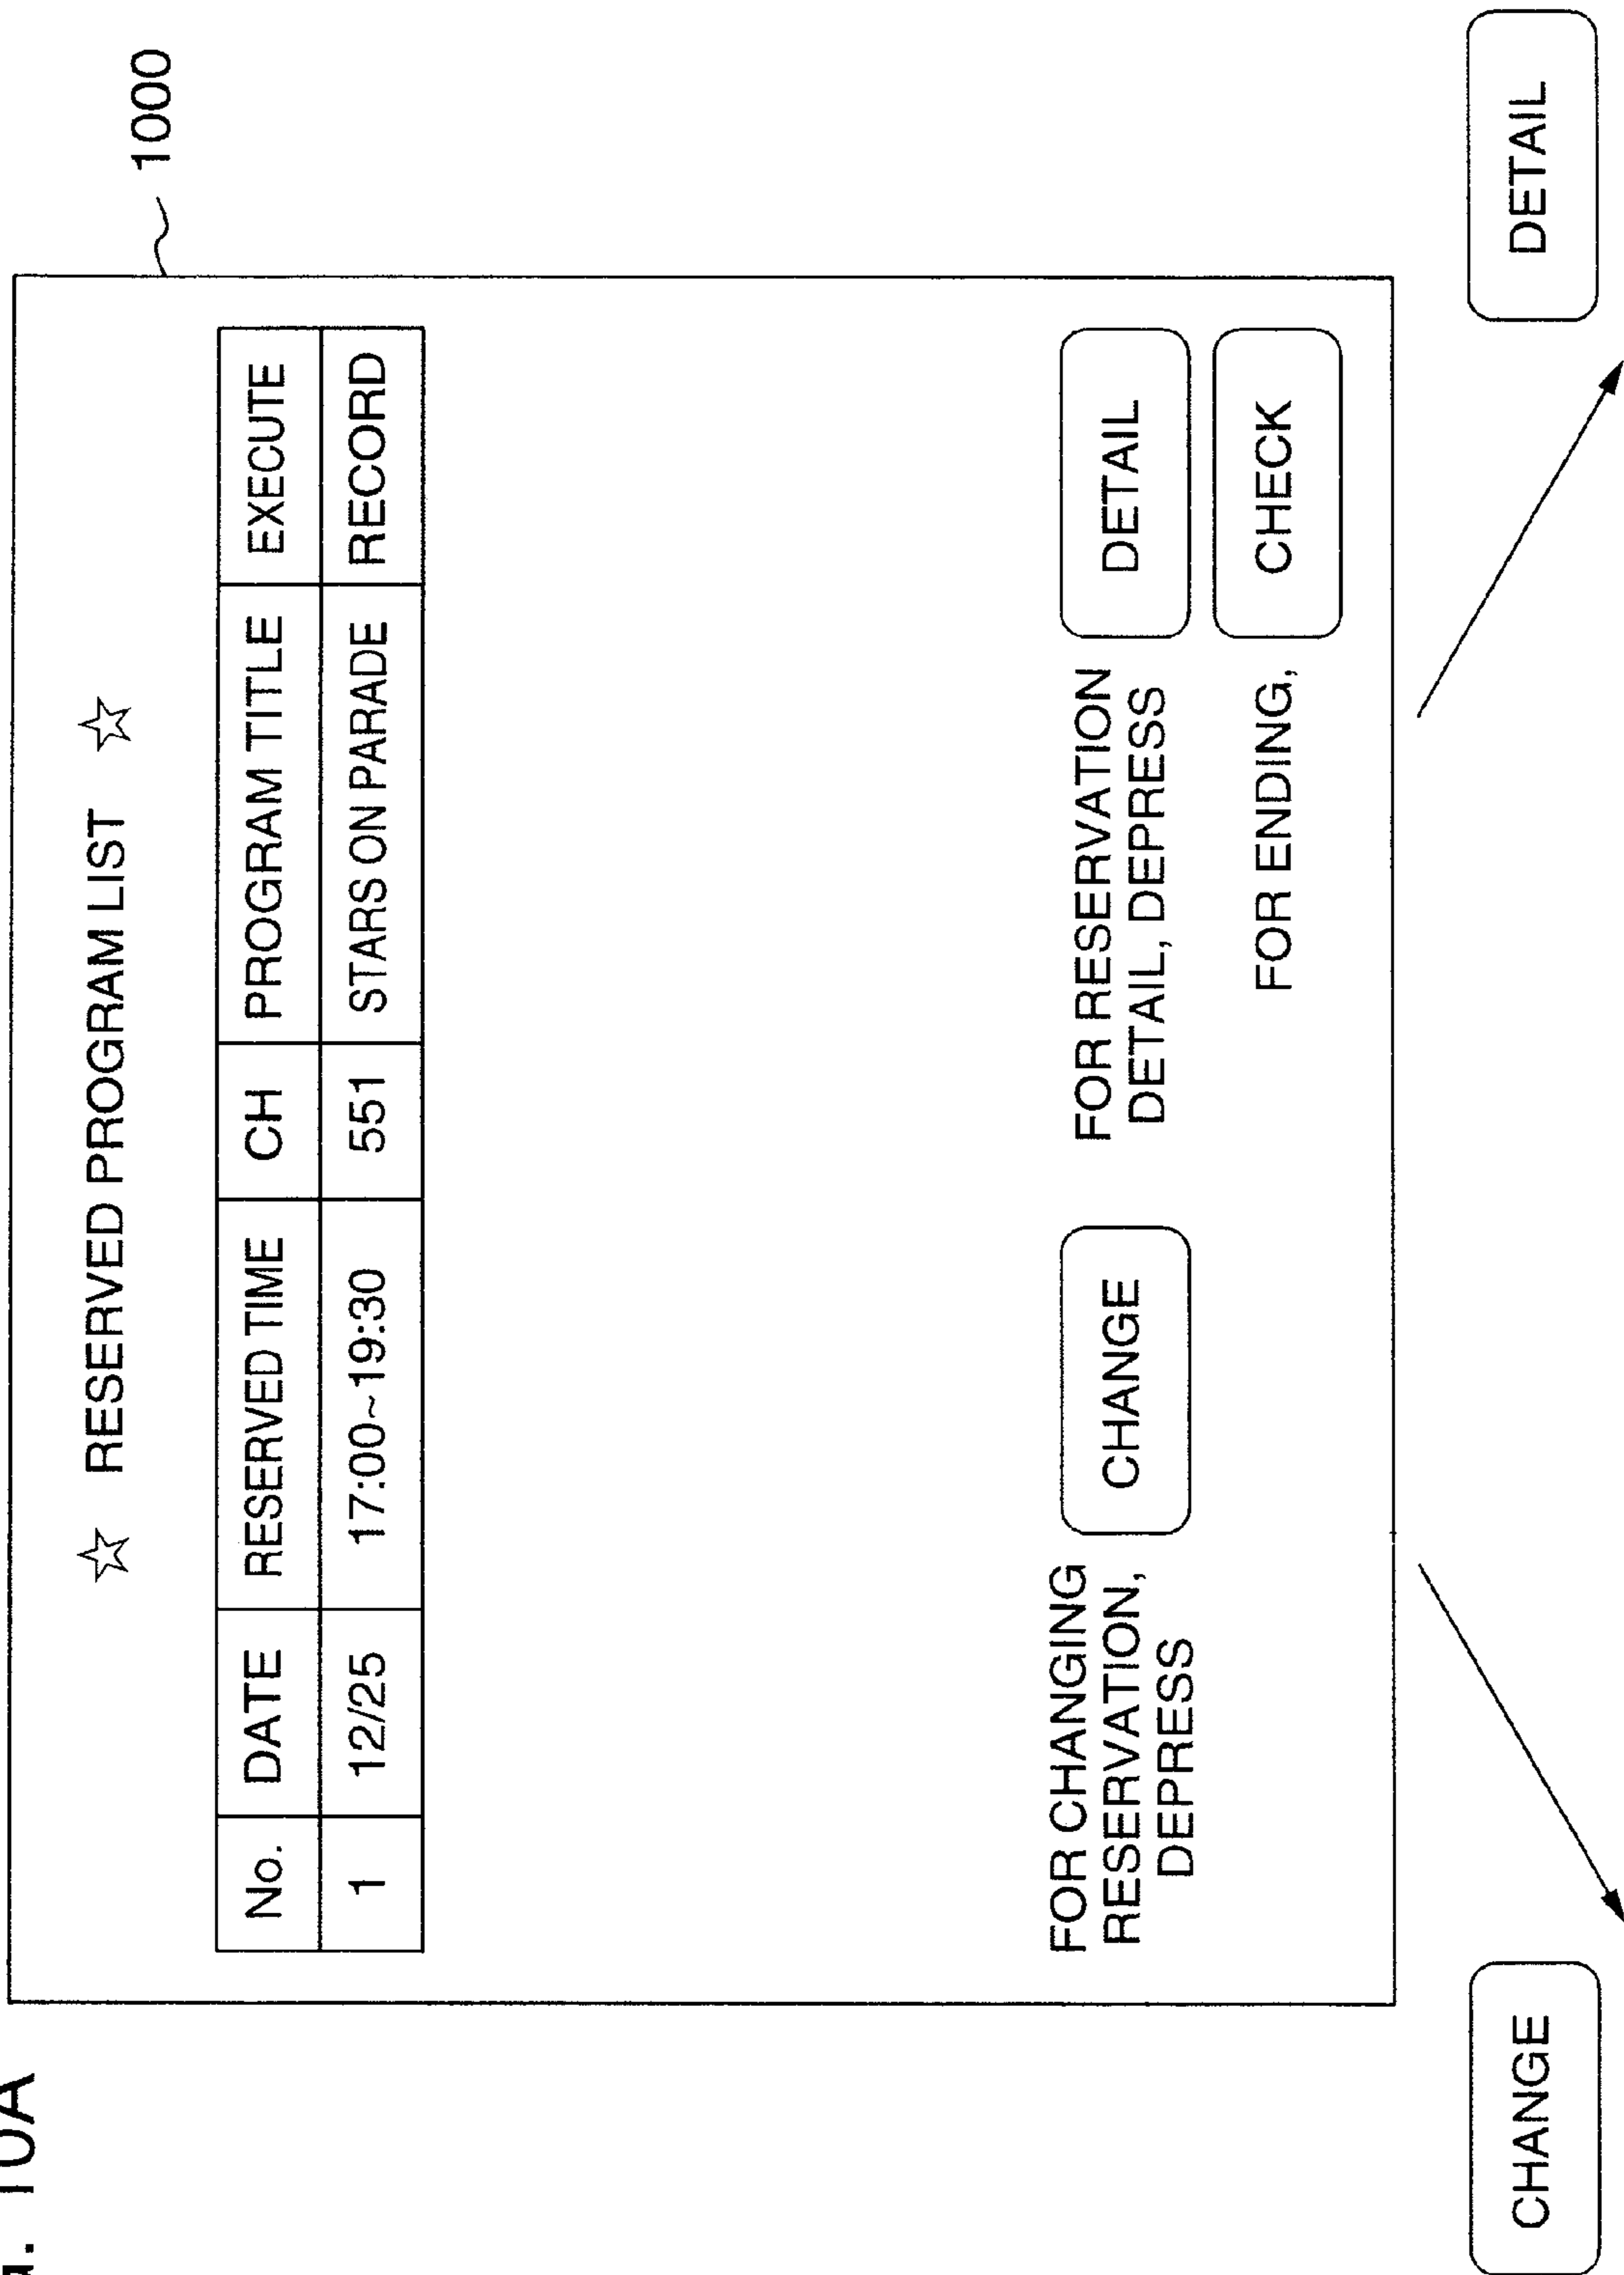 10A
1000
☆ RESERVED PROGRAM LIST ☆
No. DATE RESERVED TIME CH PROGRAM TITLE EXECUTE
1 12/25 17:00~19:30 551 STARS ON PARADE RECORD
FOR CHANGING
RESERVATION,
DEPRESS
CHANGE
FOR RESERVATION
DETAIL, DEPRESS
DETAIL
FOR ENDING,
CHECK
CHANGE
DETAIL